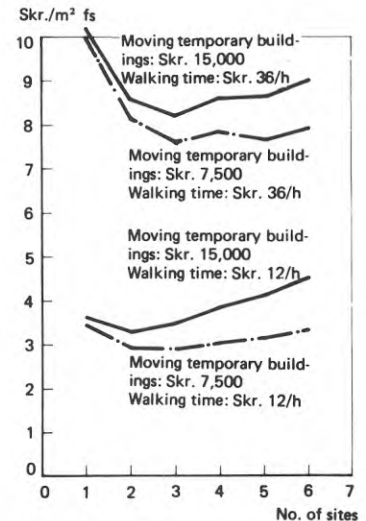 Skr./m² fs
10
9
8
7
6
5
4
3
2
1
0
Moving temporary build-
ings: Skr. 15,000
Walking time: Skr. 36/h
Moving temporary build-
ings: Skr. 7,500
Walking time: Skr. 36/h
Moving temporary build-
ings: Skr. 15,000
Walking time: Skr. 12/h
Moving temporary build-
ings: Skr. 7,500
Walking time: Skr. 12/h
0 1 2 3 4 5 6 7
No. of sites